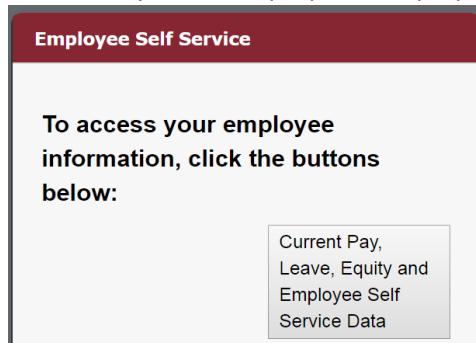 Employee Self Service
To access your employee
information, click the buttons
below:
Current Pay,
Leave, Equity and
Employee Self
Service Data